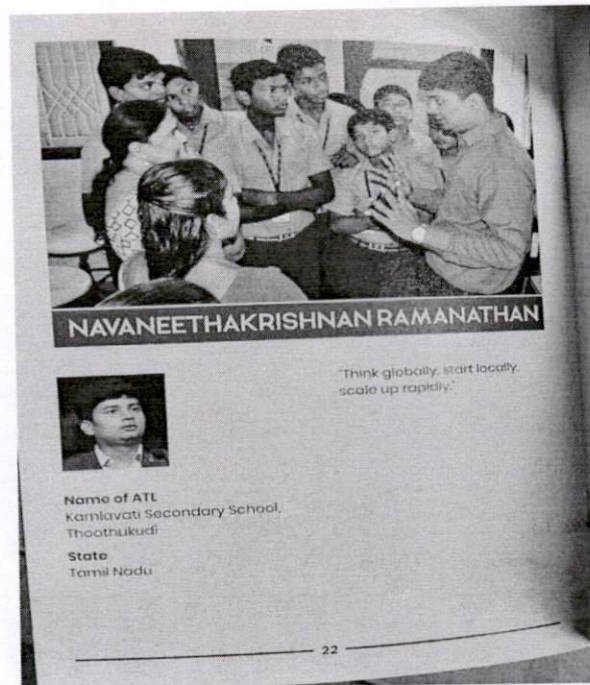 NAVANEETHAKRISHNAN RAMANATHAN
"Think globally, start locally,
scale up rapidly."
Name of ATL
Kamlavati Secondary School,
Thoothukudi
State
Tamil Nadu
22